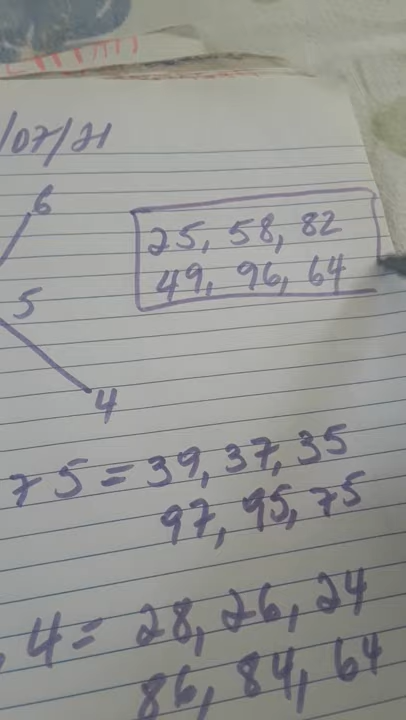 /07/21
6
25, 58, 82
49, 96, 64
5
4
75 = 39, 37, 35
97, 95, 75
, 4 = 28, 26, 24
86, 84, 64